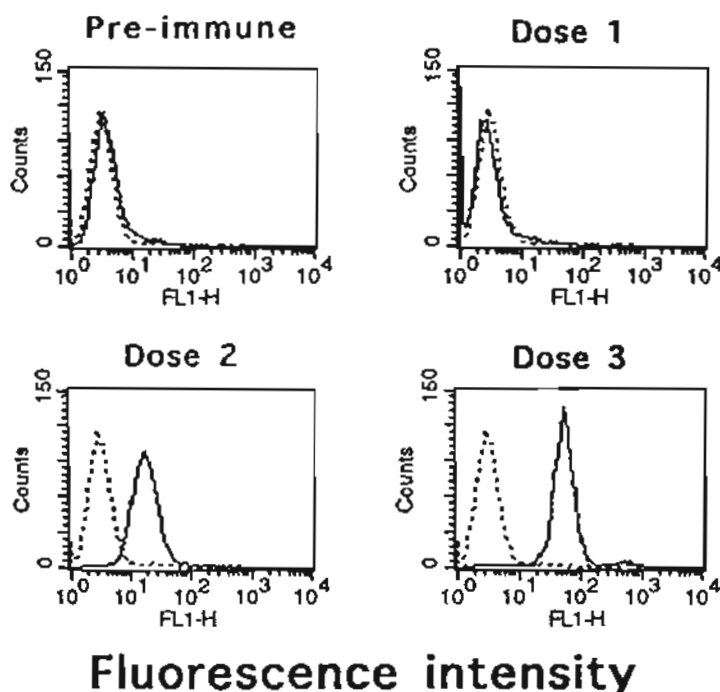 Pre-immune
Dose 1
150
Counts
0
10^0 10^1 10^2 10^3 10^4
FL1-H
150
Counts
0
10^0 10^1 10^2 10^3 10^4
FL1-H
Dose 2
Dose 3
150
Counts
0
10^0 10^1 10^2 10^3 10^4
FL1-H
150
Counts
0
10^0 10^1 10^2 10^3 10^4
FL1-H
Fluorescence intensity